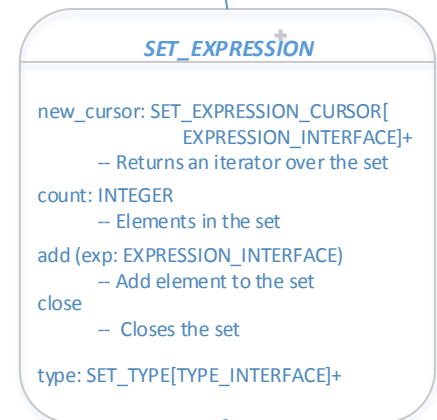 SET_EXPRESSION
new_cursor: SET_EXPRESSION_CURSOR[
EXPRESSION_INTERFACE]+
-- Returns an iterator over the set
count: INTEGER
-- Elements in the set
add (exp: EXPRESSION_INTERFACE)
-- Add element to the set
close
-- Closes the set
type: SET_TYPE[TYPE_INTERFACE]+